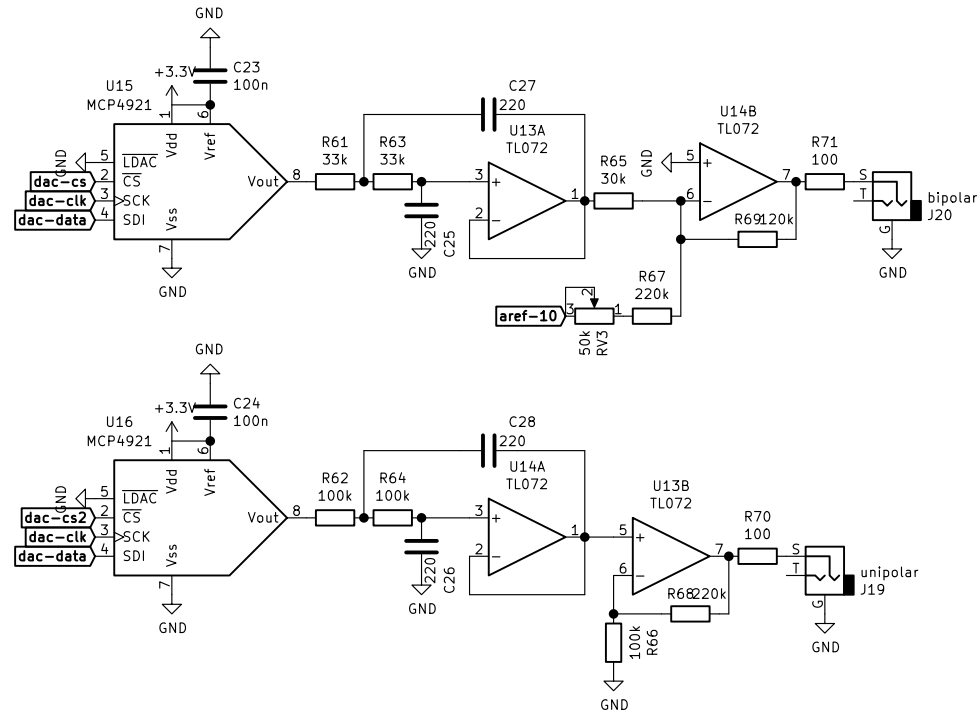 GND
+3.3V
C23
100n
U15
MCP4921
1
6
Vdd
Vref
GND
5
LDAC
dac-cs
2
CS
dac-clk
3
SCK
dac-data
4
SDI
Vss
7
GND
Vout
8
R61
33k
R63
33k
C27
220
U13A
TL072
3
+
2
−
1
220
C25
GND
R65
30k
U14B
TL072
GND
5
+
6
−
7
R69
120k
R71
100
S
T
G
bipolar
J20
GND
R67
220k
aref-10
3
2
1
50k
RV3
GND
+3.3V
C24
100n
U16
MCP4921
1
6
Vdd
Vref
GND
5
LDAC
dac-cs2
2
CS
dac-clk
3
SCK
dac-data
4
SDI
Vss
7
GND
Vout
8
R62
100k
R64
100k
C28
220
U14A
TL072
3
+
2
−
1
220
C26
GND
U13B
TL072
5
+
6
−
7
R68
220k
100k
R66
GND
R70
100
S
T
G
unipolar
J19
GND